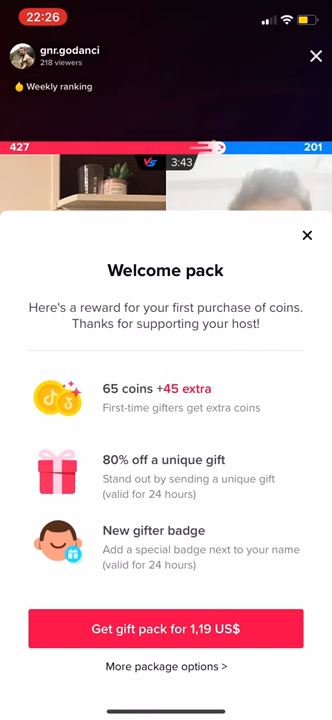 22:26
gnr.godanci
218 viewers
Weekly ranking
427
201
VS 3:43
Welcome pack
Here's a reward for your first purchase of coins.
Thanks for supporting your host!
65 coins +45 extra
First-time gifters get extra coins
80% off a unique gift
Stand out by sending a unique gift
(valid for 24 hours)
New gifter badge
Add a special badge next to your name
(valid for 24 hours)
Get gift pack for 1,19 US$
More package options >